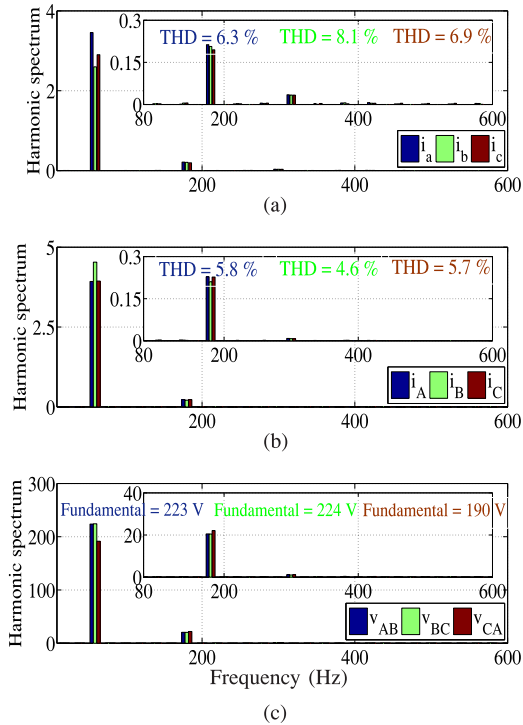 Harmonic spectrum
4
2
0
0.3
0.15
0
THD = 6.3 %
THD = 8.1 %
THD = 6.9 %
80
200
400
600
i_a
i_b
i_c
200
400
600
(a)
Harmonic spectrum
5
2.5
0
0.3
0.15
0
THD = 5.8 %
THD = 4.6 %
THD = 5.7 %
80
200
400
600
i_A
i_B
i_C
200
400
600
(b)
Harmonic spectrum
300
200
100
0
40
20
0
Fundamental = 223 V
Fundamental = 224 V
Fundamental = 190 V
80
200
400
600
v_AB
v_BC
v_CA
200
400
600
Frequency (Hz)
(c)